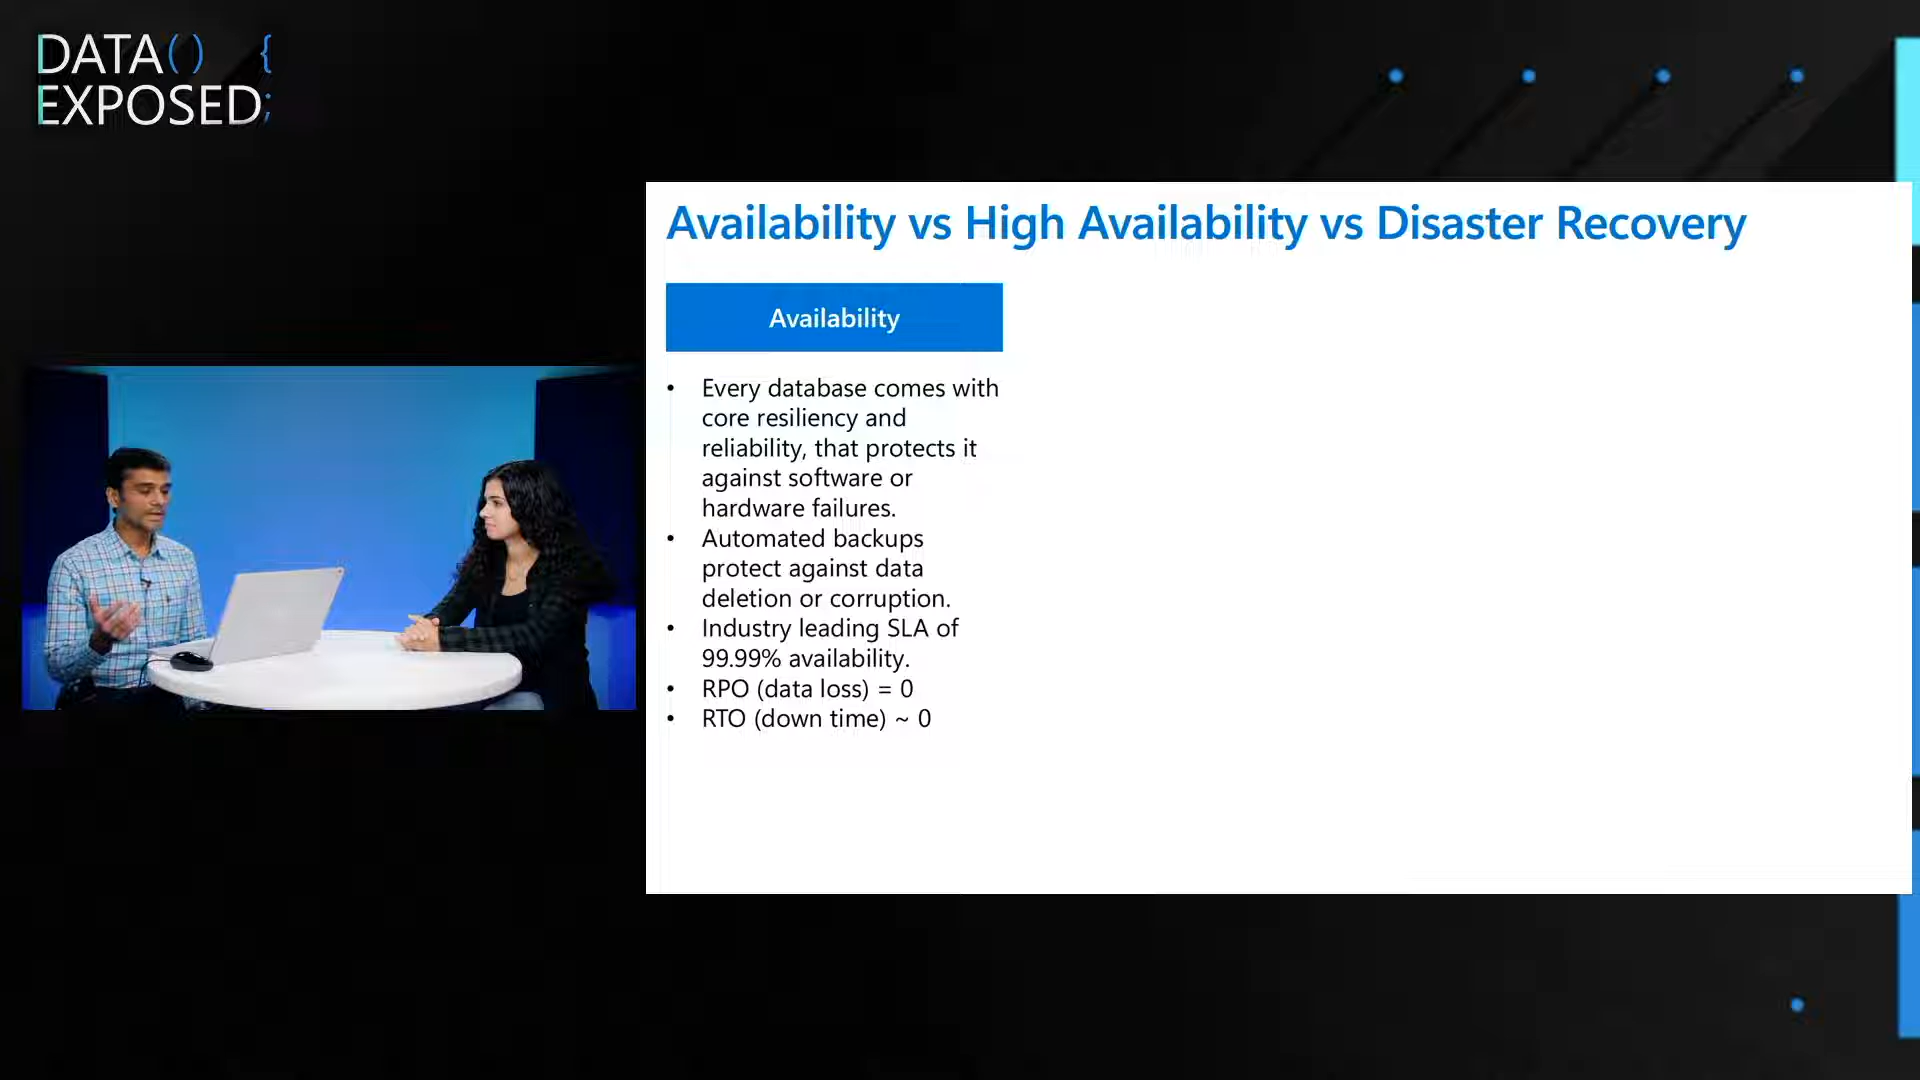 DATA() {
EXPOSED;
Availability vs High Availability vs Disaster Recovery
Availability
• Every database comes with
core resiliency and
reliability, that protects it
against software or
hardware failures.
• Automated backups
protect against data
deletion or corruption.
• Industry leading SLA of
99.99% availability.
• RPO (data loss) = 0
• RTO (down time) ~ 0